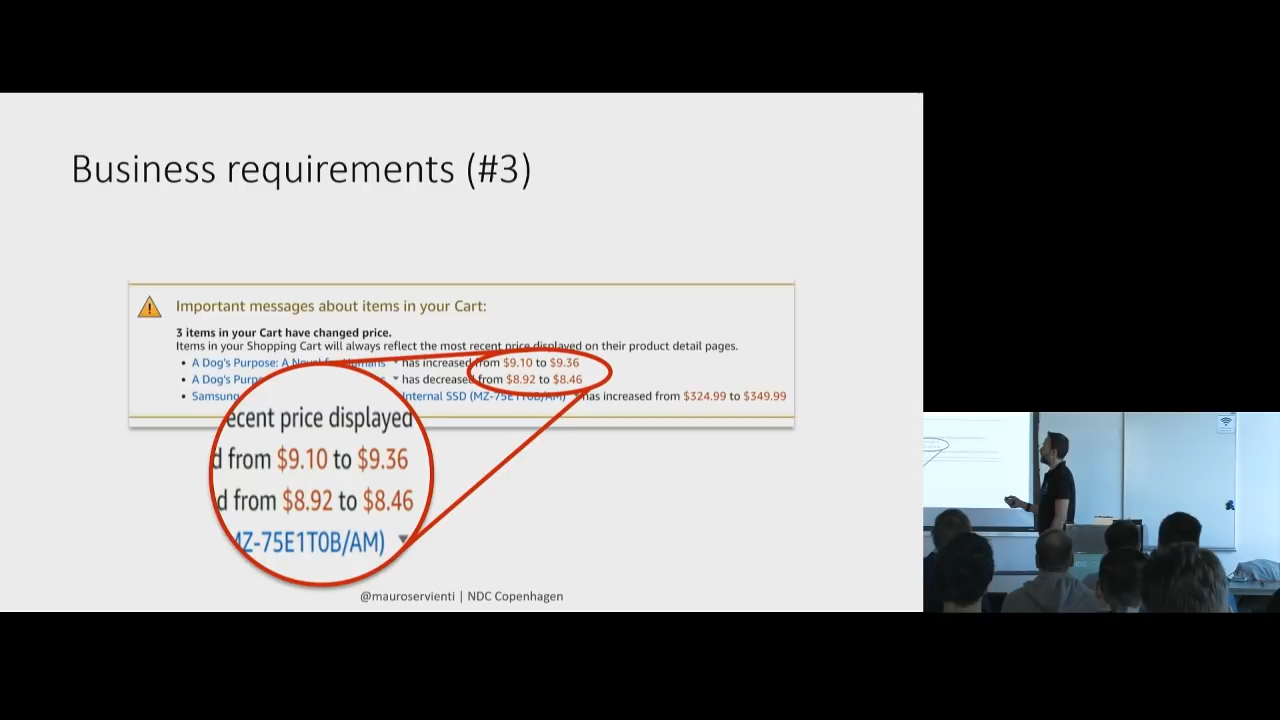 Business requirements (#3)
Important messages about items in your Cart:
3 items in your Cart have changed price.
Items in your Shopping Cart will always reflect the most recent price displayed on their product detail pages.
• A Dog's Purpose: A Novel for Humans has increased from $9.10 to $9.36
• A Dog's Purp has decreased from $8.92 to $8.46
• Samsung Internal SSD (MZ-75E1T0B/AM) has increased from $324.99 to $349.99
ecent price displayed
d from $9.10 to $9.36
d from $8.92 to $8.46
MZ-75E1T0B/AM)
@mauroservienti | NDC Copenhagen